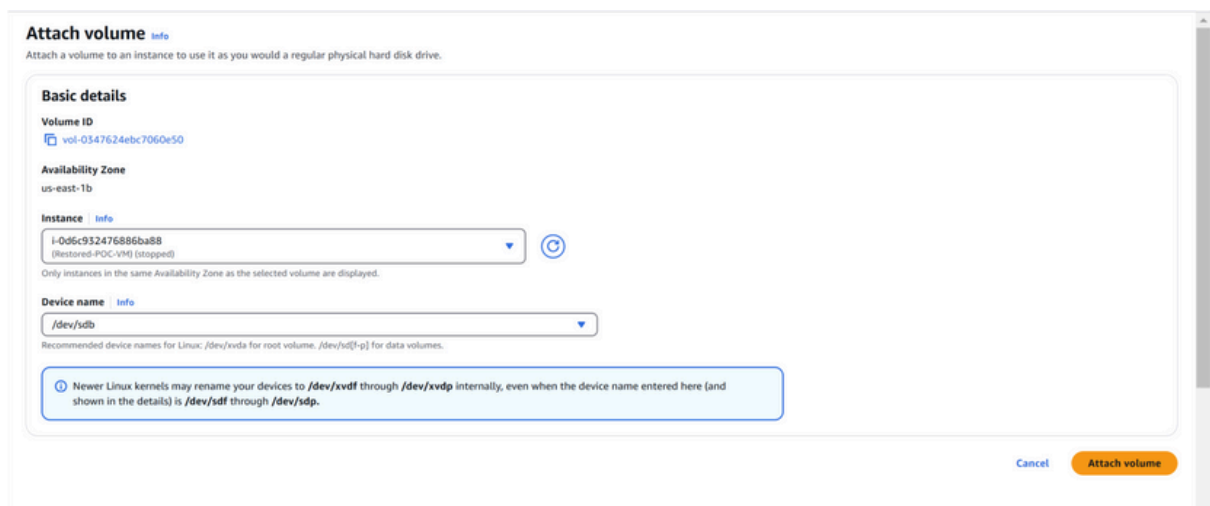 Attach volume Info
Attach a volume to an instance to use it as you would a regular physical hard disk drive.
Basic details
Volume ID
vol-0347624ebc7060e50
Availability Zone
us-east-1b
Instance Info
i-0d6c932476886ba88
(Restored-POC-VM) (stopped)
Only instances in the same Availability Zone as the selected volume are displayed.
Device name Info
/dev/sdb
Recommended device names for Linux: /dev/xvda for root volume. /dev/sd[f-p] for data volumes.
Newer Linux kernels may rename your devices to /dev/xvdf through /dev/xvdp internally, even when the device name entered here (and
shown in the details) is /dev/sdf through /dev/sdp.
Cancel Attach volume